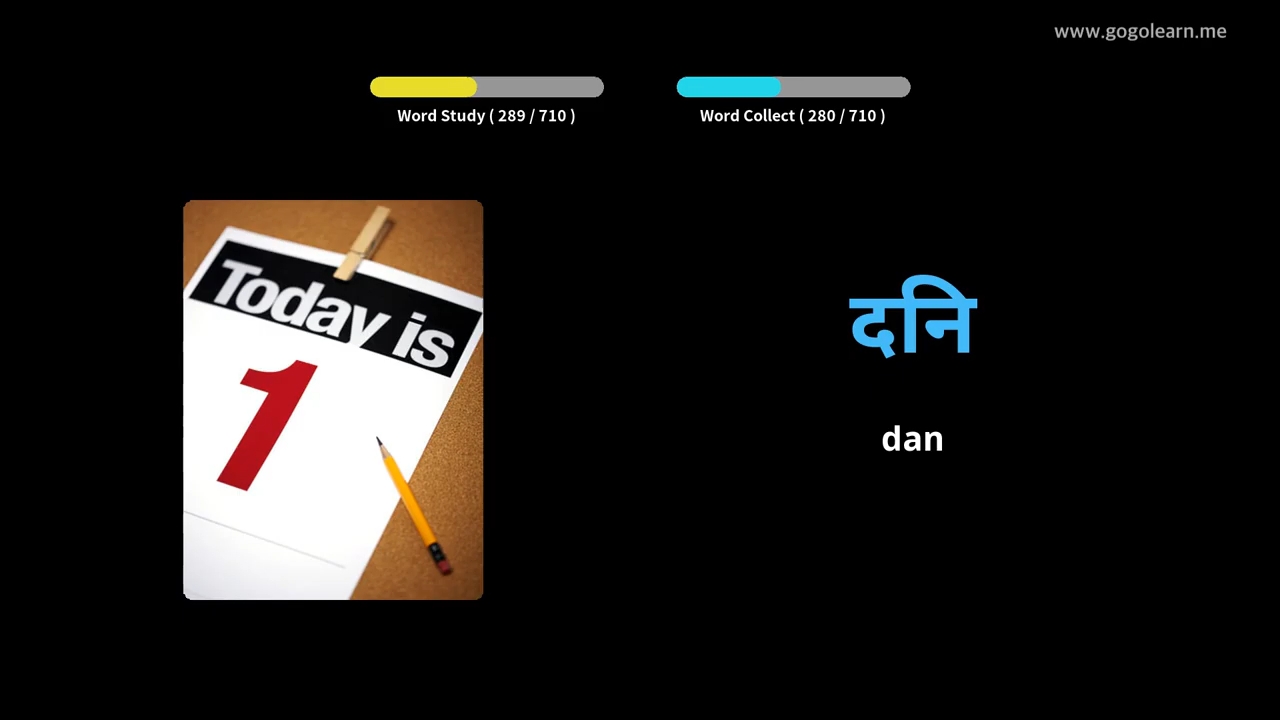 www.gogolearn.me
Word Study ( 289 / 710 )
Word Collect ( 280 / 710 )
Today is
1
दनि
dan